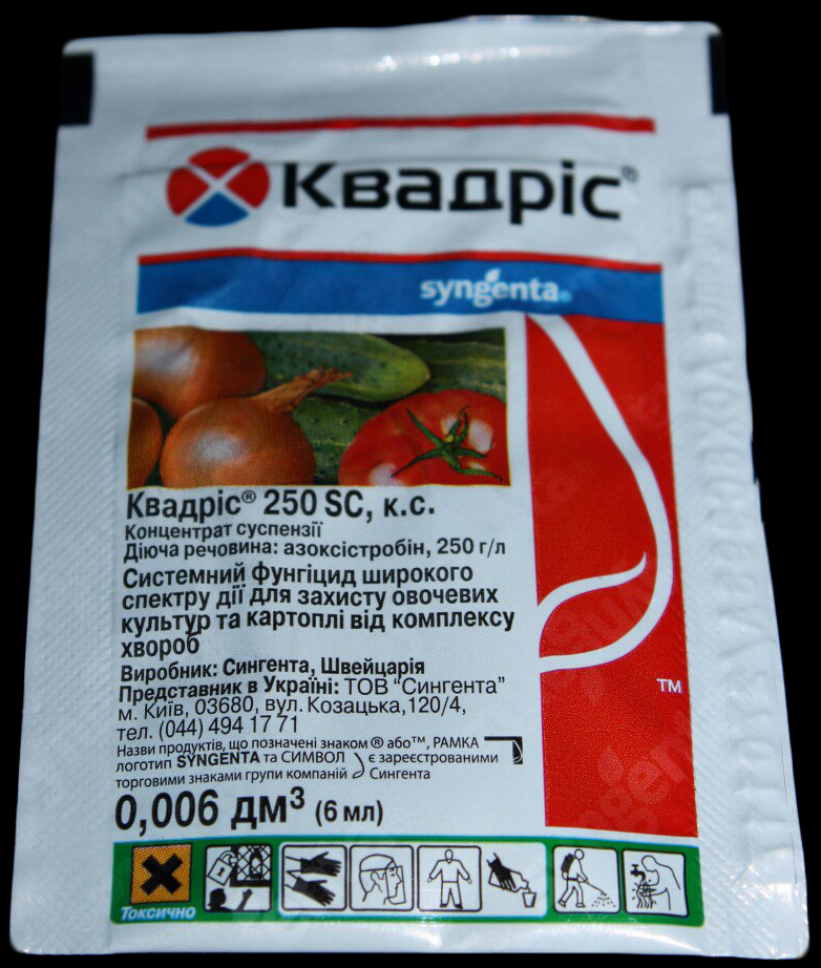 Квадріс®
syngenta®
Квадріс® 250 SC, к.с.
Концентрат суспензії
Діюча речовина: азоксістробін, 250 г/л
Системний фунгіцид широкого
спектру дії для захисту овочевих
культур та картоплі від комплексу
хвороб
Виробник: Сингента, Швейцарія
Представник в Україні: ТОВ “Сингента”
м. Київ, 03680, вул. Козацька,120/4,
тел. (044) 494 17 71
Назви продуктів, що позначені знаком ® або™, РАМКА
логотип SYNGENTA та СИМВОЛ є зареєстрованими
торговими знаками групи компаній Сингента
TM
0,006 дм³ (6 мл)
Токсично